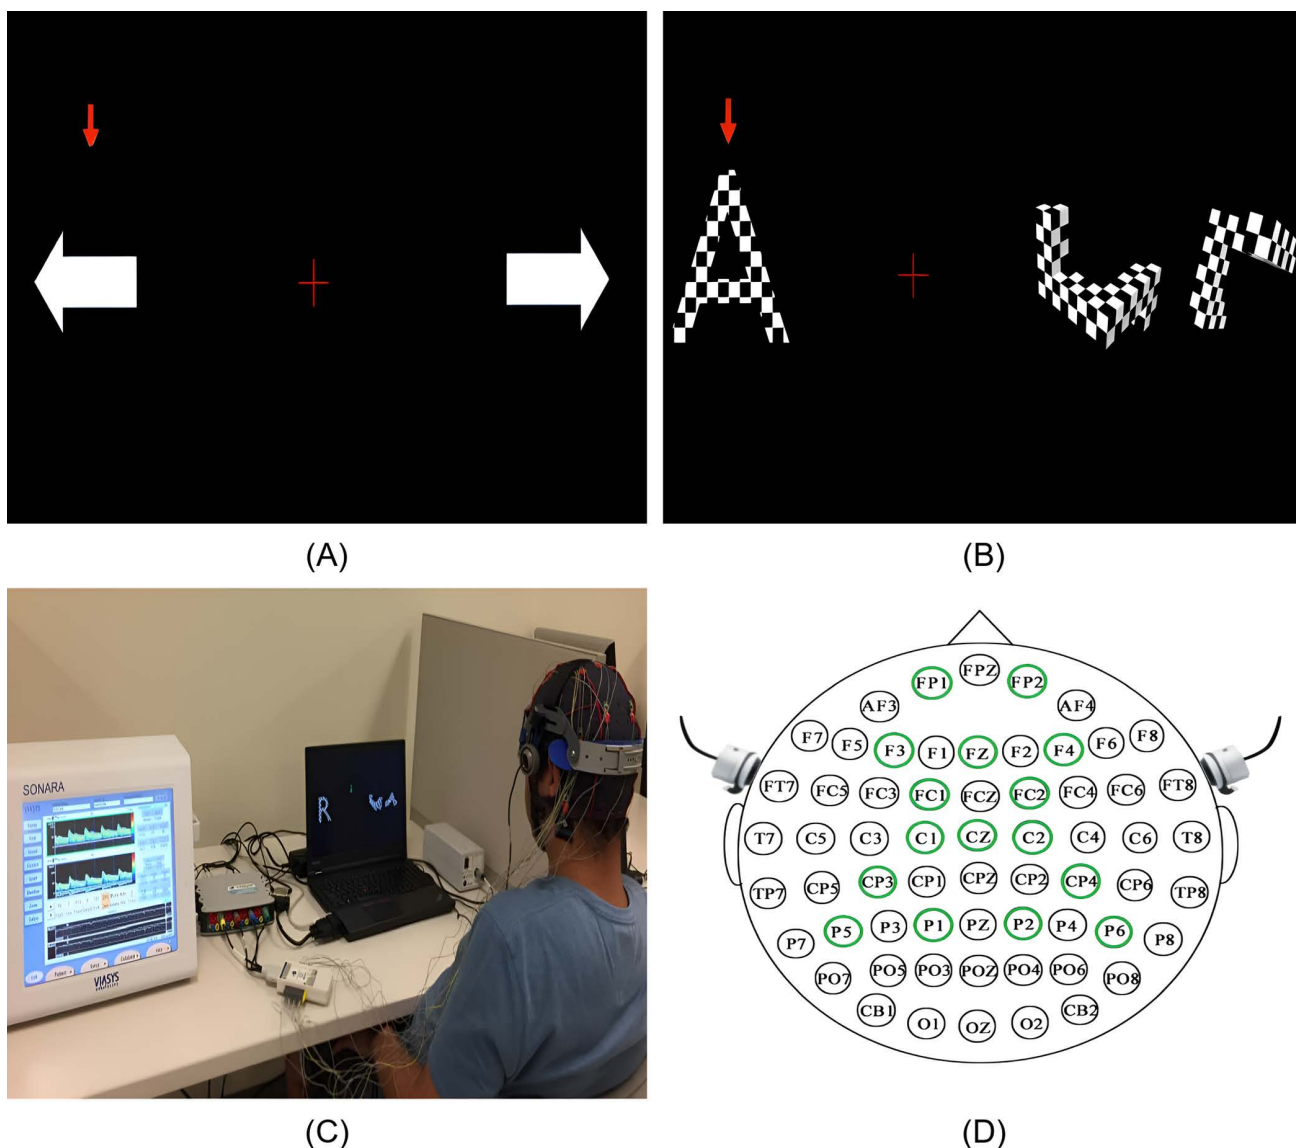 A
(A)
(B)
SONARA
R A
VIASYS
FPZ
FP1 FP2
AF3 AF4
F7 F5 F3 F1 FZ F2 F4 F6 F8
FT7 FC5 FC3 FC1 FCZ FC2 FC4 FC6 FT8
T7 C5 C3 C1 CZ C2 C4 C6 T8
TP7 CP5 CP3 CP1 CPZ CP2 CP4 CP6 TP8
P7 P5 P3 P1 PZ P2 P4 P6 P8
PO7 PO5 PO3 POZ PO4 PO6 PO8
CB1 O1 OZ O2 CB2
(C)
(D)